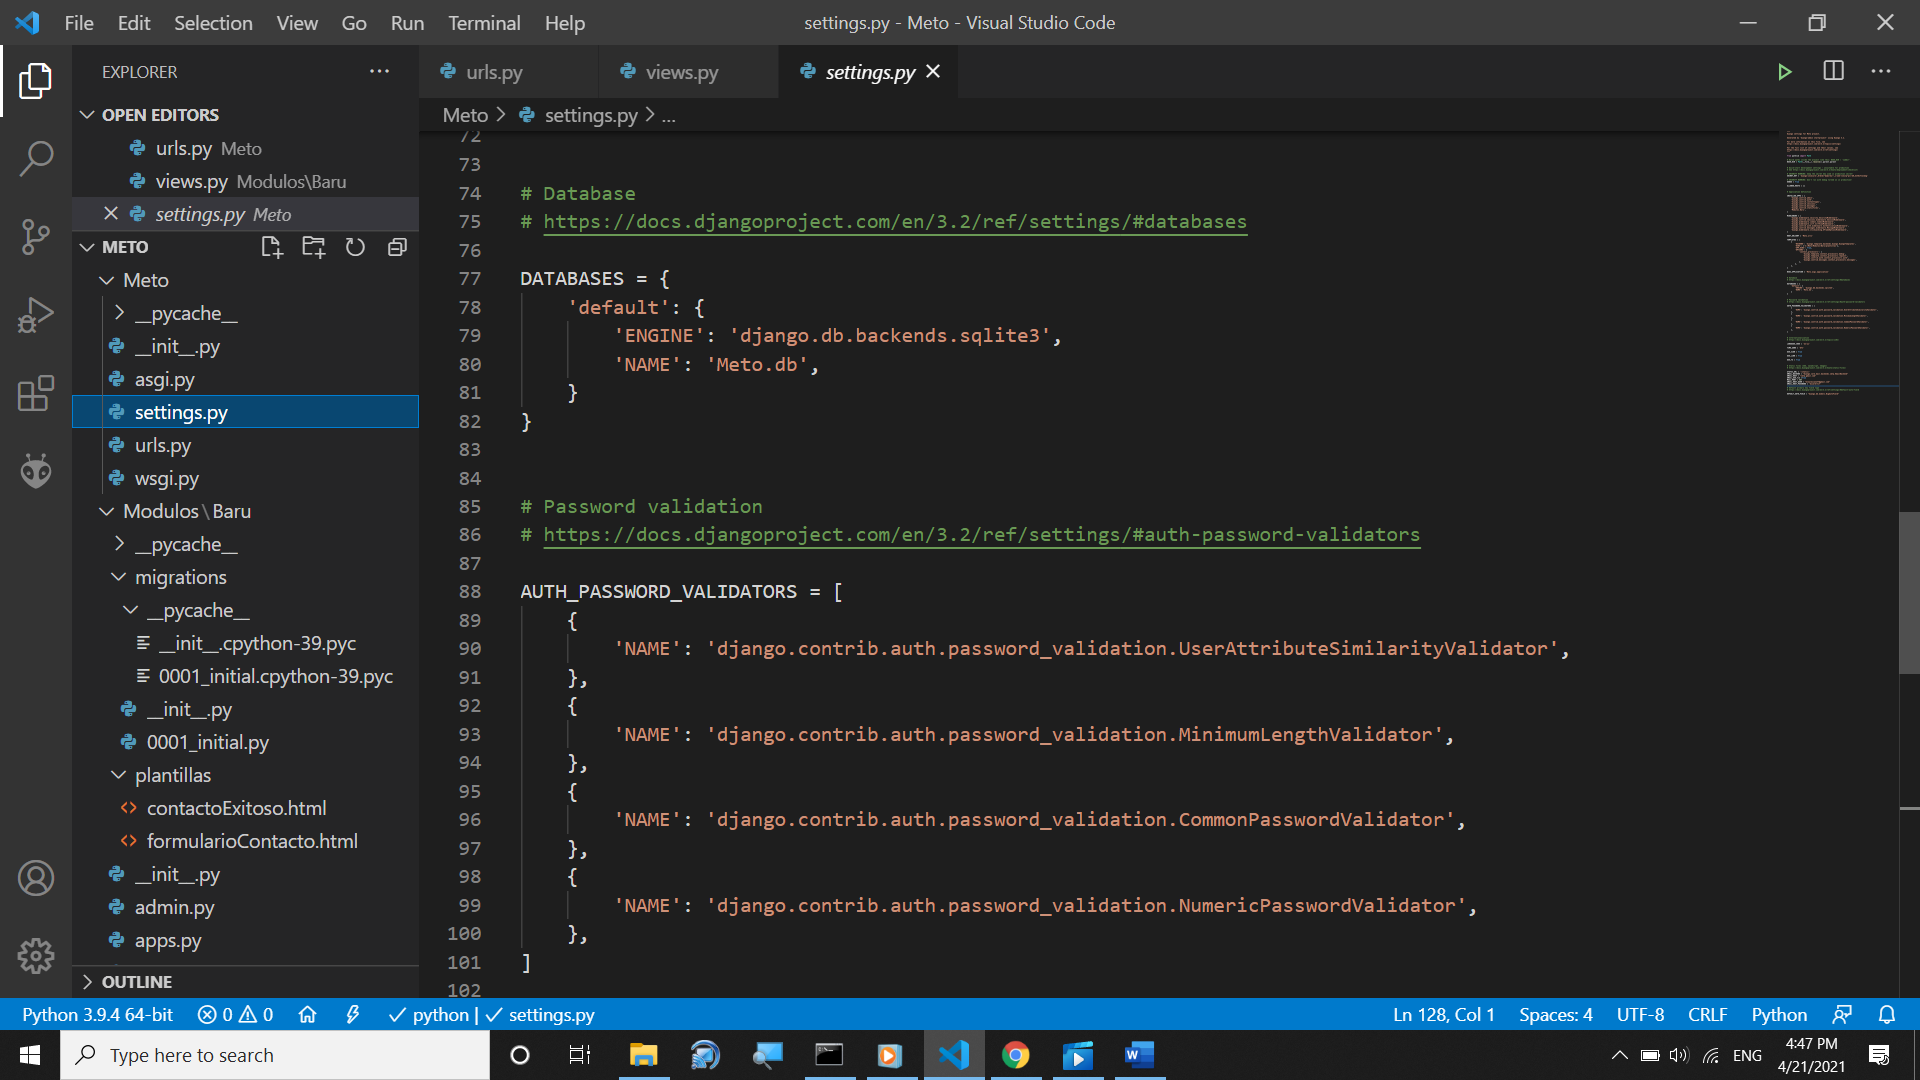 File Edit Selection View Go Run Terminal Help
settings.py - Meto - Visual Studio Code
EXPLORER
OPEN EDITORS
urls.py Meto
views.py Modulos\Baru
settings.py Meto
METO
Meto
__pycache__
__init__.py
asgi.py
settings.py
urls.py
wsgi.py
Modulos\Baru
__pycache__
migrations
__pycache__
__init__.cpython-39.pyc
0001_initial.cpython-39.pyc
__init__.py
0001_initial.py
plantillas
contactoExitoso.html
formularioContacto.html
__init__.py
admin.py
apps.py
OUTLINE
urls.py views.py settings.py
Meto > settings.py > ...
72
73
74 # Database
75 # https://docs.djangoproject.com/en/3.2/ref/settings/#databases
76
77 DATABASES = {
78     'default': {
79         'ENGINE': 'django.db.backends.sqlite3',
80         'NAME': 'Meto.db',
81     }
82 }
83
84
85 # Password validation
86 # https://docs.djangoproject.com/en/3.2/ref/settings/#auth-password-validators
87
88 AUTH_PASSWORD_VALIDATORS = [
89     {
90         'NAME': 'django.contrib.auth.password_validation.UserAttributeSimilarityValidator',
91     },
92     {
93         'NAME': 'django.contrib.auth.password_validation.MinimumLengthValidator',
94     },
95     {
96         'NAME': 'django.contrib.auth.password_validation.CommonPasswordValidator',
97     },
98     {
99         'NAME': 'django.contrib.auth.password_validation.NumericPasswordValidator',
100     },
101 ]
102
Python 3.9.4 64-bit 0 0 python | settings.py Ln 128, Col 1 Spaces: 4 UTF-8 CRLF Python
Type here to search
ENG
4:47 PM
4/21/2021